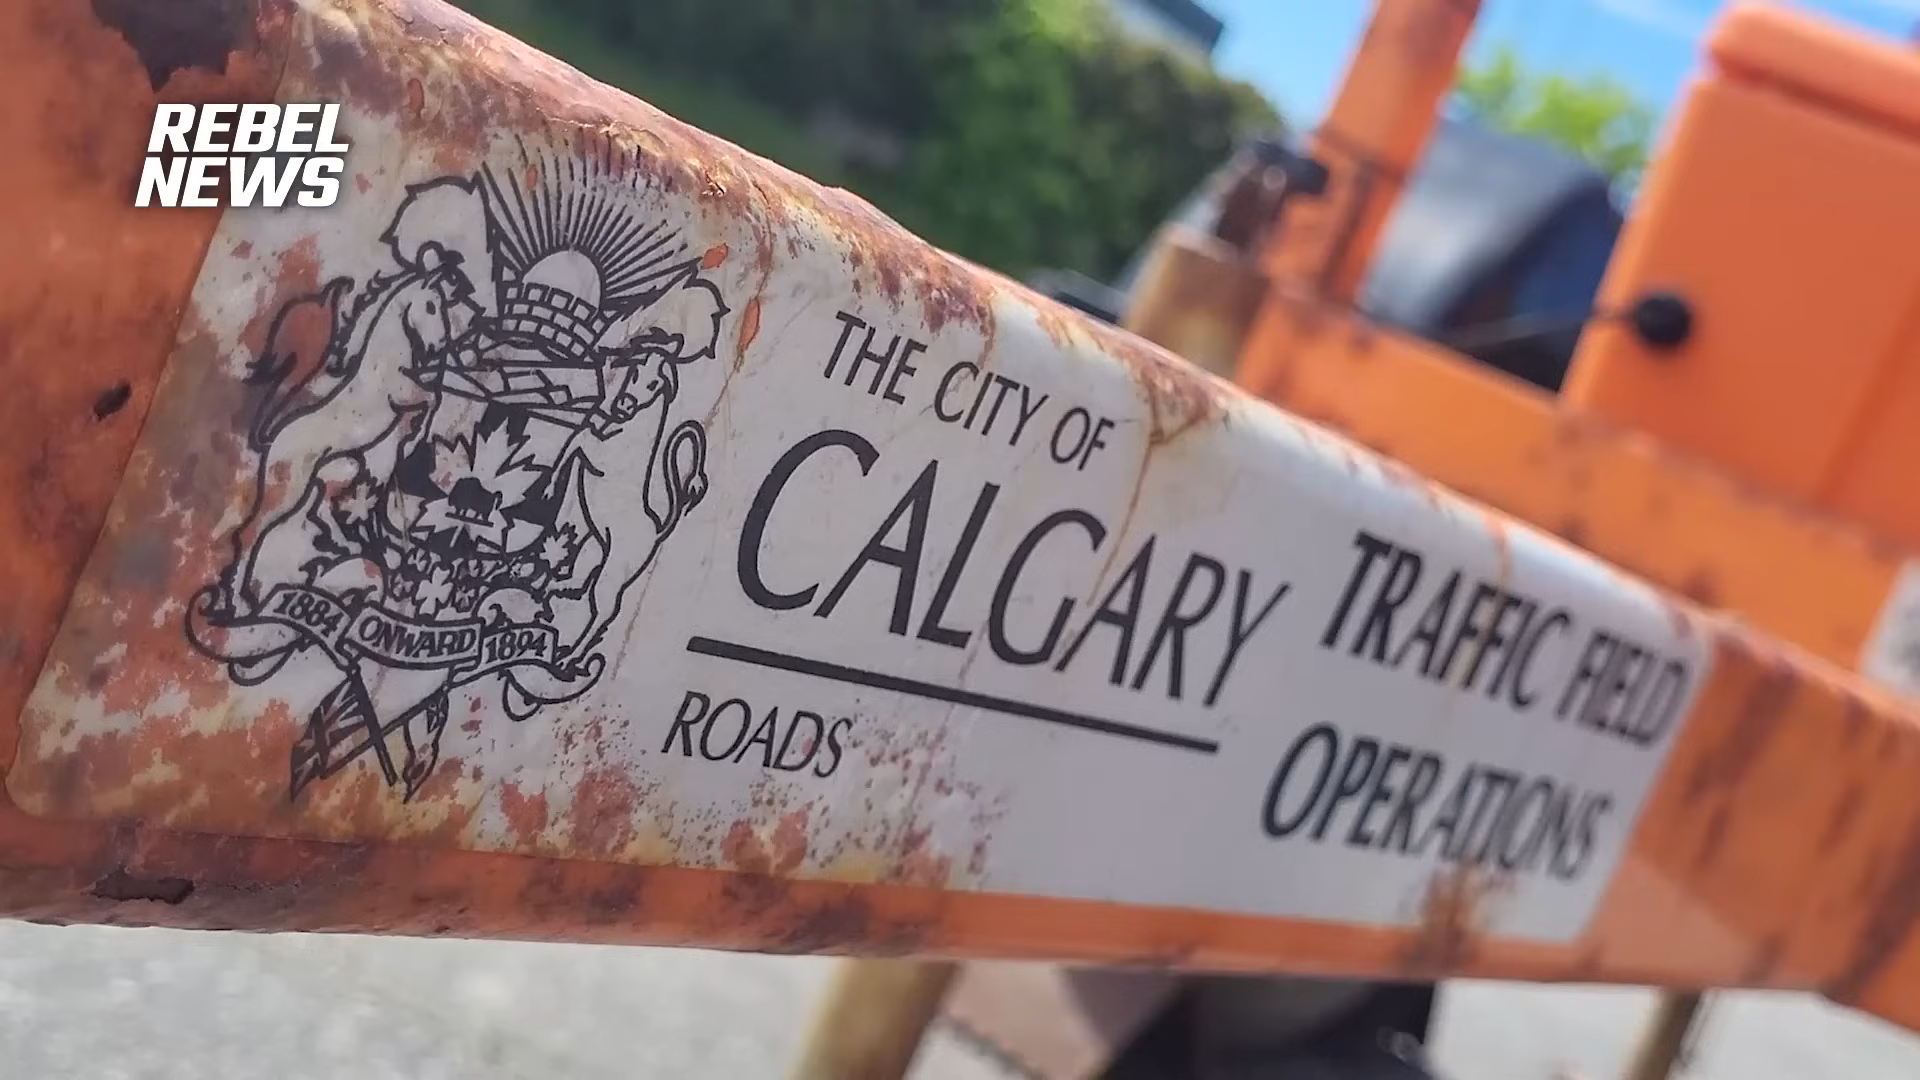 REBEL
NEWS
THE CITY OF
CALGARY
ROADS
TRAFFIC FIELD
OPERATIONS
1884 ONWARD 1894